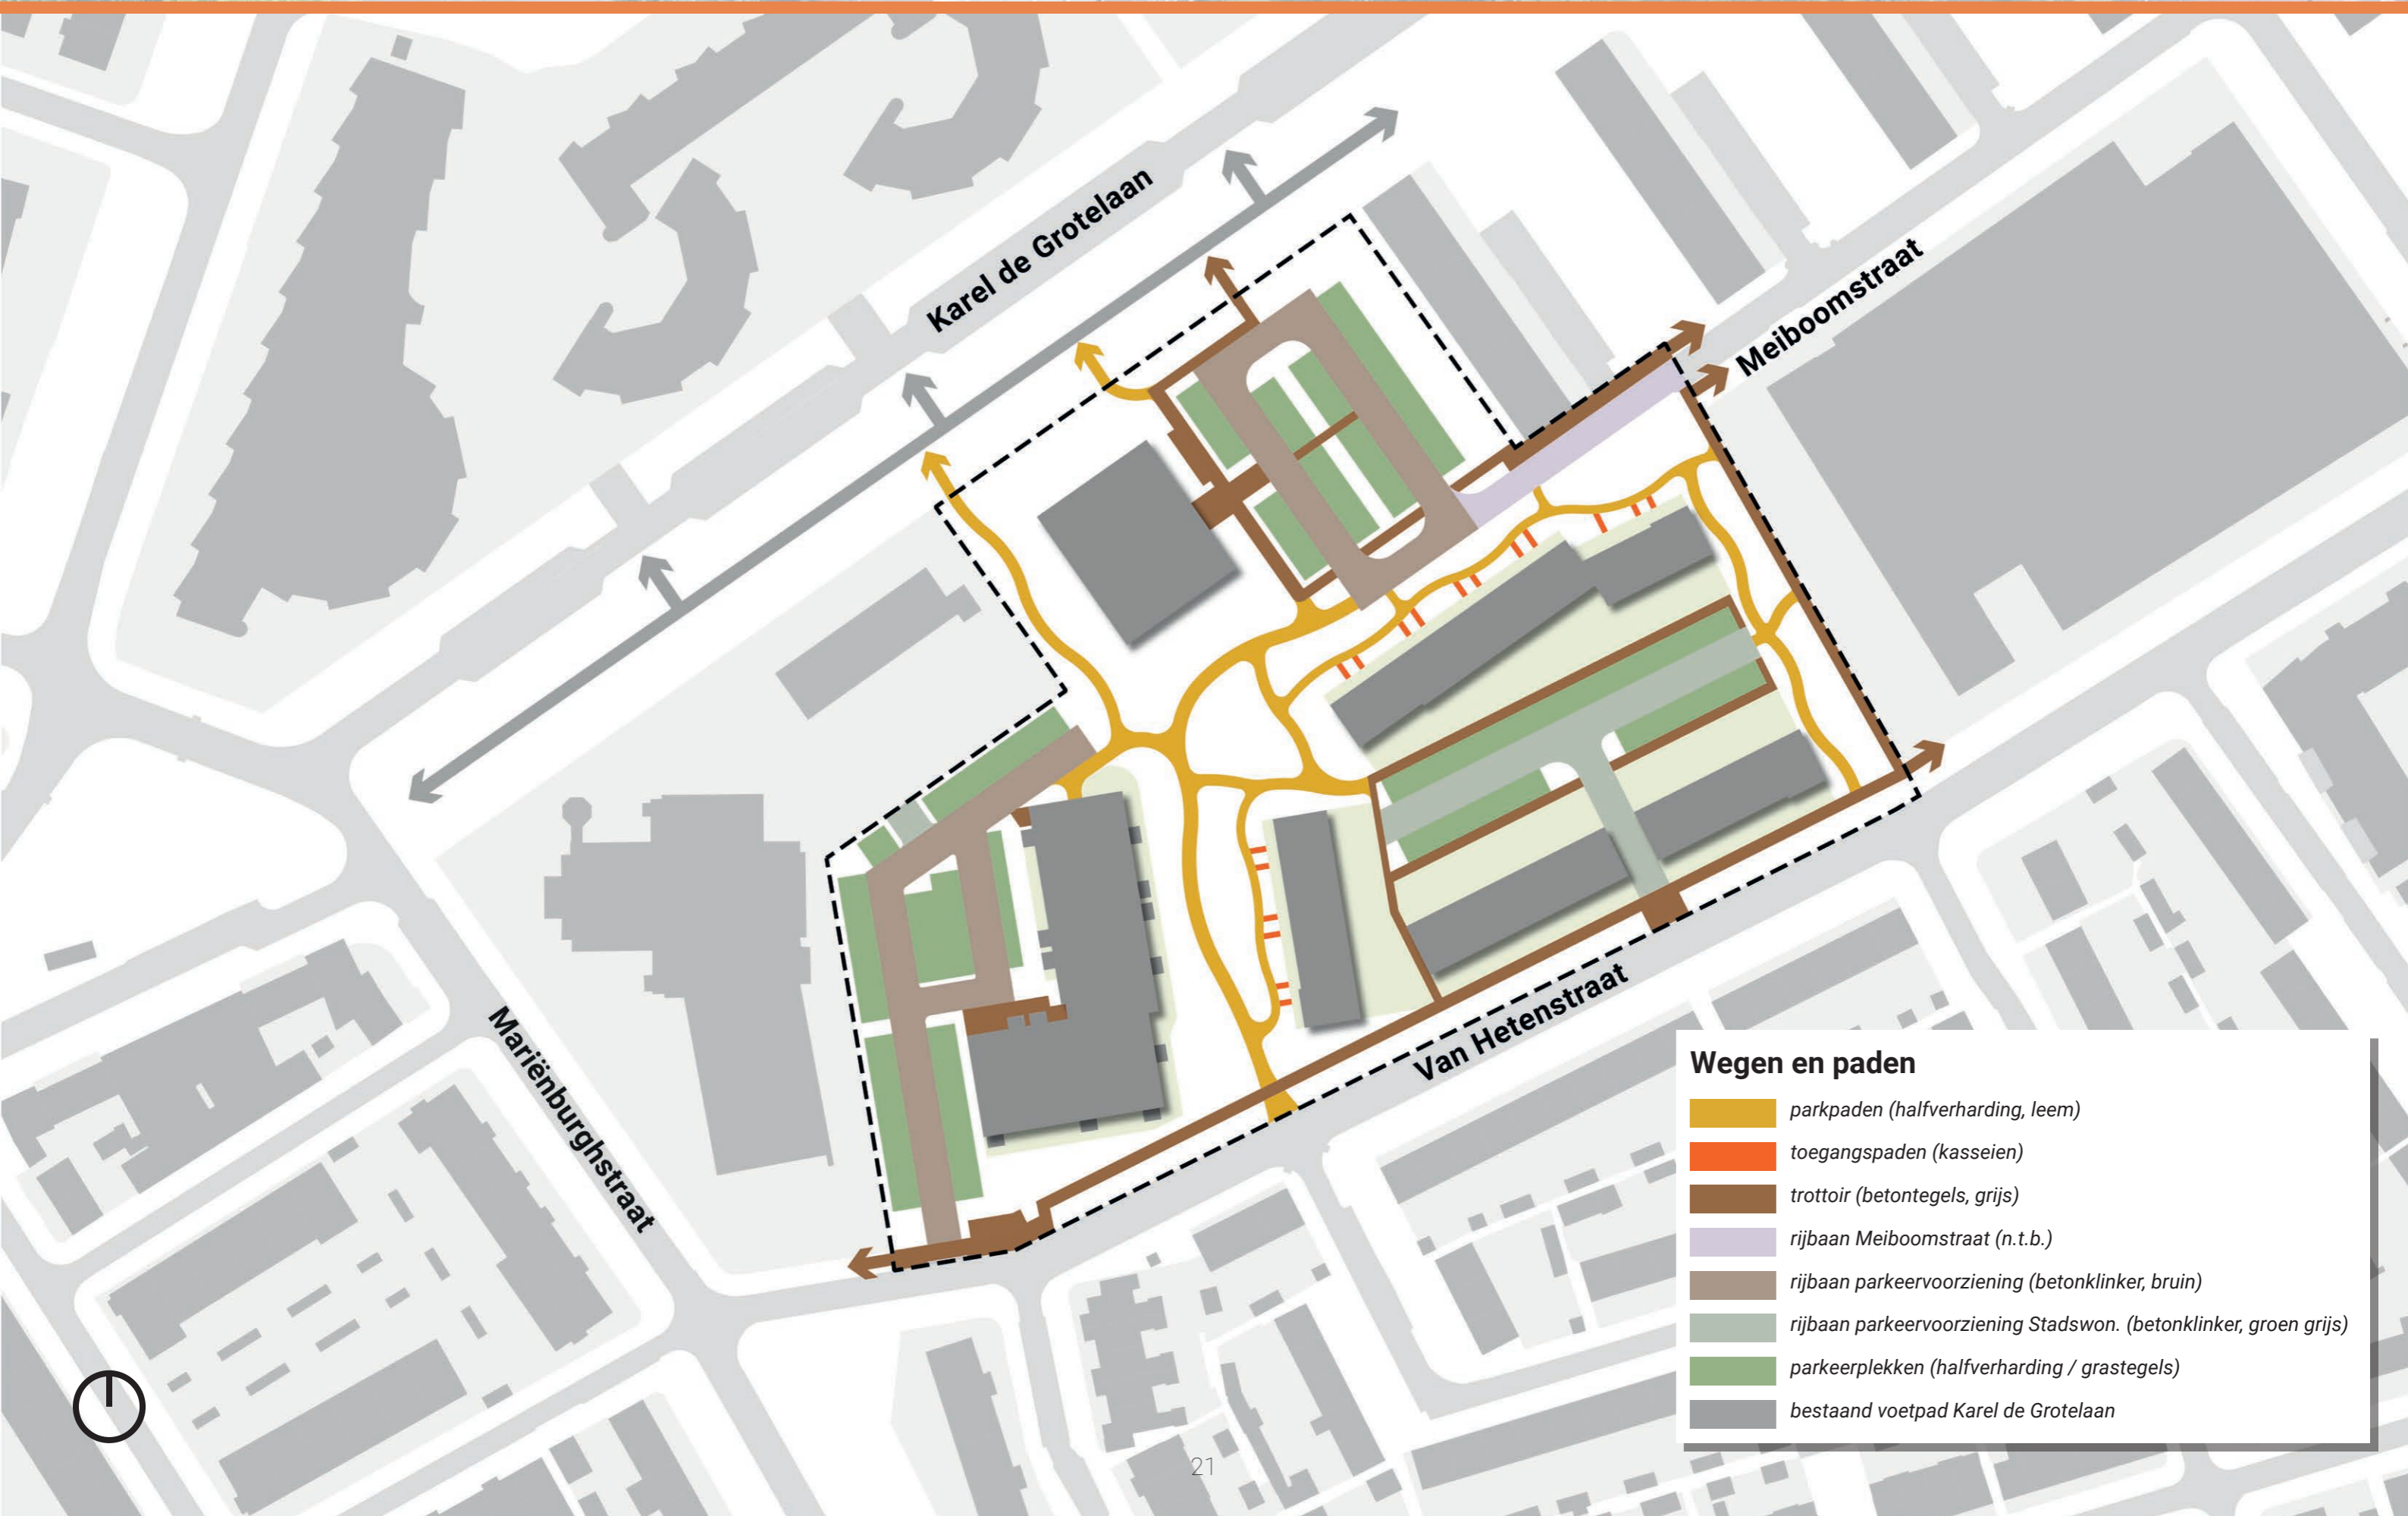 Karel de Grotelaan
Meiboomstraat
Mariënburghstraat
Van Hetenstraat
Wegen en paden
parkpaden (halfverharding, leem)
toegangspaden (kasseien)
trottoir (betontegels, grijs)
rijbaan Meiboomstraat (n.t.b.)
rijbaan parkeervoorziening (betonklinker, bruin)
rijbaan parkeervoorziening Stadswon. (betonklinker, groen grijs)
parkeerplekken (halfverharding / grastegels)
bestaand voetpad Karel de Grotelaan
21